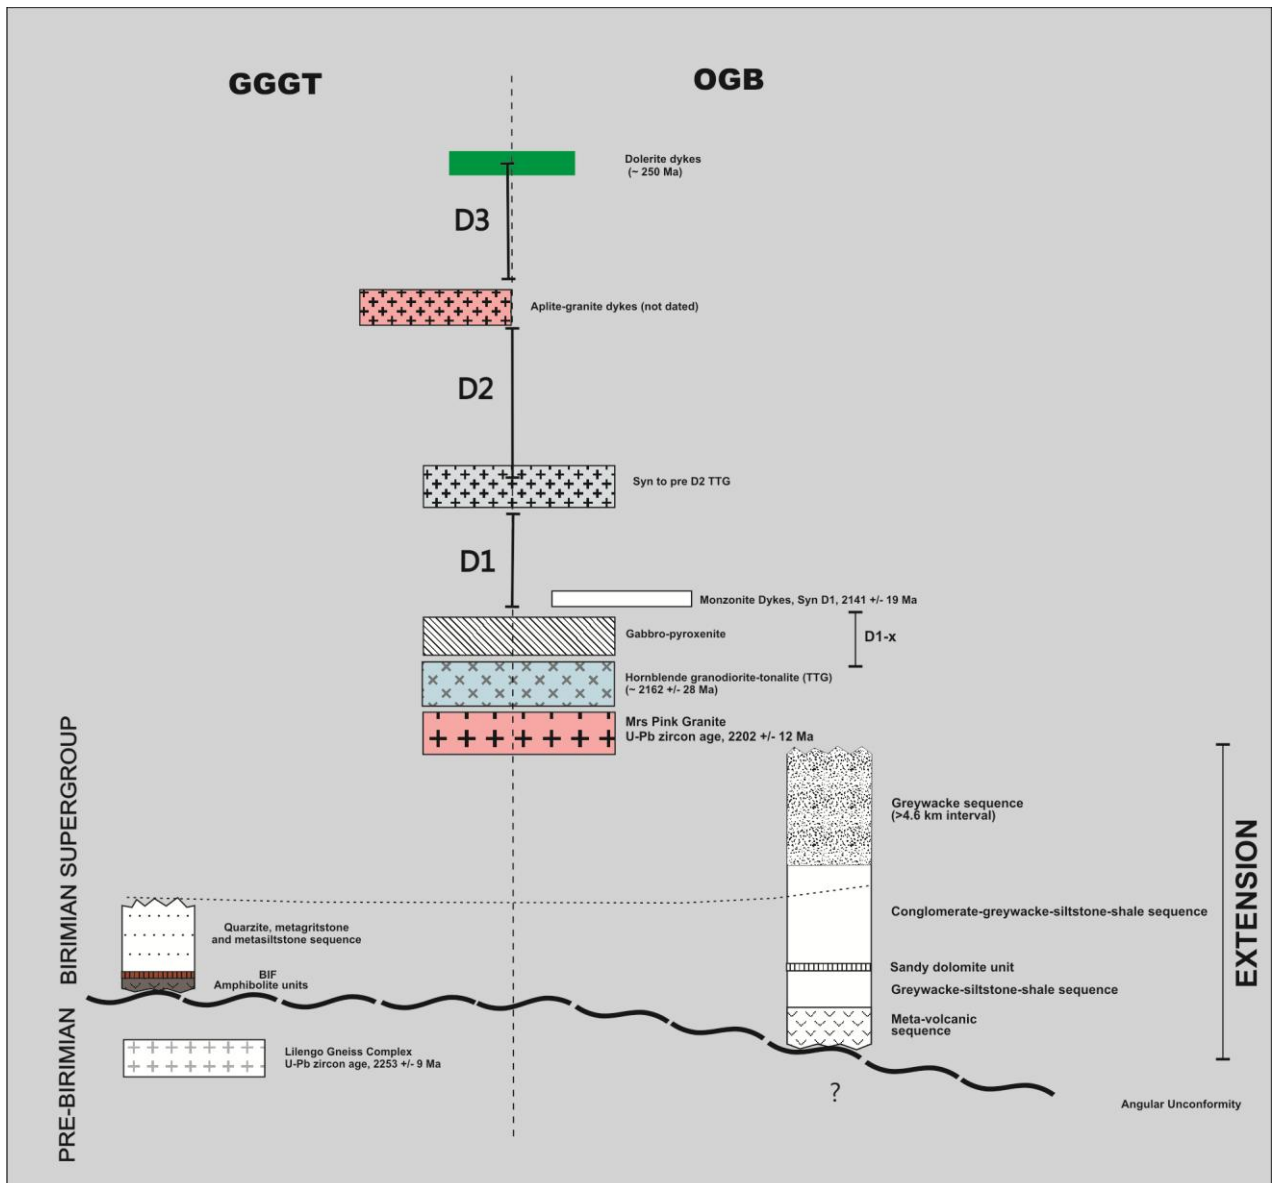 GGGT
OGB
Dolerite dykes
(~ 250 Ma)
D3
Aplite-granite dykes (not dated)
D2
Syn to pre D2 TTG
D1
Monzonite Dykes, Syn D1, 2141 +/- 19 Ma
Gabbro-pyroxenite
D1-x
Hornblende granodiorite-tonalite (TTG)
(~ 2162 +/- 28 Ma)
Mrs Pink Granite
U-Pb zircon age, 2202 +/- 12 Ma
BIRIMIAN SUPERGROUP
Greywacke sequence
(>4.6 km interval)
EXTENSION
Conglomerate-greywacke-siltstone-shale sequence
Quarzite, metagritstone
and metasiltstone sequence
BIF
Amphibolite units
Sandy dolomite unit
Greywacke-siltstone-shale sequence
Meta-volcanic
sequence
PRE-BIRIMIAN
Lilengo Gneiss Complex
U-Pb zircon age, 2253 +/- 9 Ma
?
Angular Unconformity